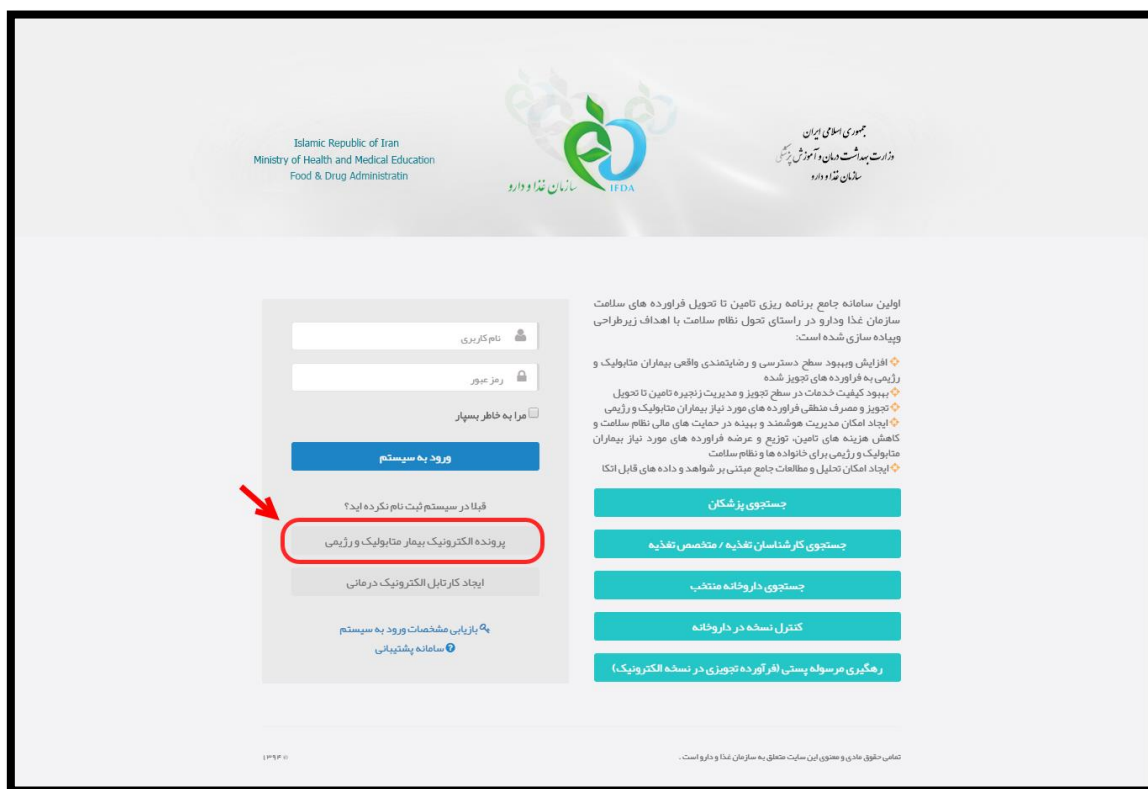 Islamic Republic of Iran
Ministry of Health and Medical Education
Food & Drug Administratin
سازمان غذا و دارو
IFDA
جمهوری اسلامی ایران
وزارت بهداشت درمان و آموزش پزشکی
سازمان غذا و دارو
اولین سامانه جامع برنامه ریزی تامین تا تحویل فراورده های سلامت
سازمان غذا ودارو در راستای تحول نظام سلامت با اهداف زیرطراحی
وپیاده سازی شده است:
افزایش وبهبود سطح دسترسی و رضایتمندی واقعی بیماران متابولیک و
رژیمی به فراورده های تجویز شده
بهبود کیفیت خدمات در سطح تجویز و مدیریت زنجیره تامین تا تحویل
تجویز و مصرف منطقی فراورده های مورد نیاز بیماران متابولیک و رژیمی
ایجاد امکان مدیریت هوشمند و بهینه در حمایت های مالی نظام سلامت و
کاهش هزینه های تامین، توزیع و عرضه فراورده های مورد نیاز بیماران
متابولیک و رژیمی برای خانواده ها و نظام سلامت
ایجاد امکان تحلیل و مطالعات جامع مبتنی بر شواهد و داده های قابل اتکا
جستجوی پزشکان
جستجوی کارشناسان تغذیه / متخصص تغذیه
جستجوی داروخانه منتخب
کنترل نسخه در داروخانه
رهگیری مرسوله پستی (فرآورده تجویزی در نسخه الکترونیک)
نام کاربری
رمز عبور
مرا به خاطر بسپار
ورود به سیستم
قبلا در سیستم ثبت نام نکرده اید؟
پرونده الکترونیک بیمار متابولیک و رژیمی
ایجاد کارتابل الکترونیک درمانی
بازیابی مشخصات ورود به سیستم
سامانه پشتیبانی
تمامی حقوق مادی و معنوی این سایت متعلق به سازمان غذا و دارو است .
© ۱۳۹۴